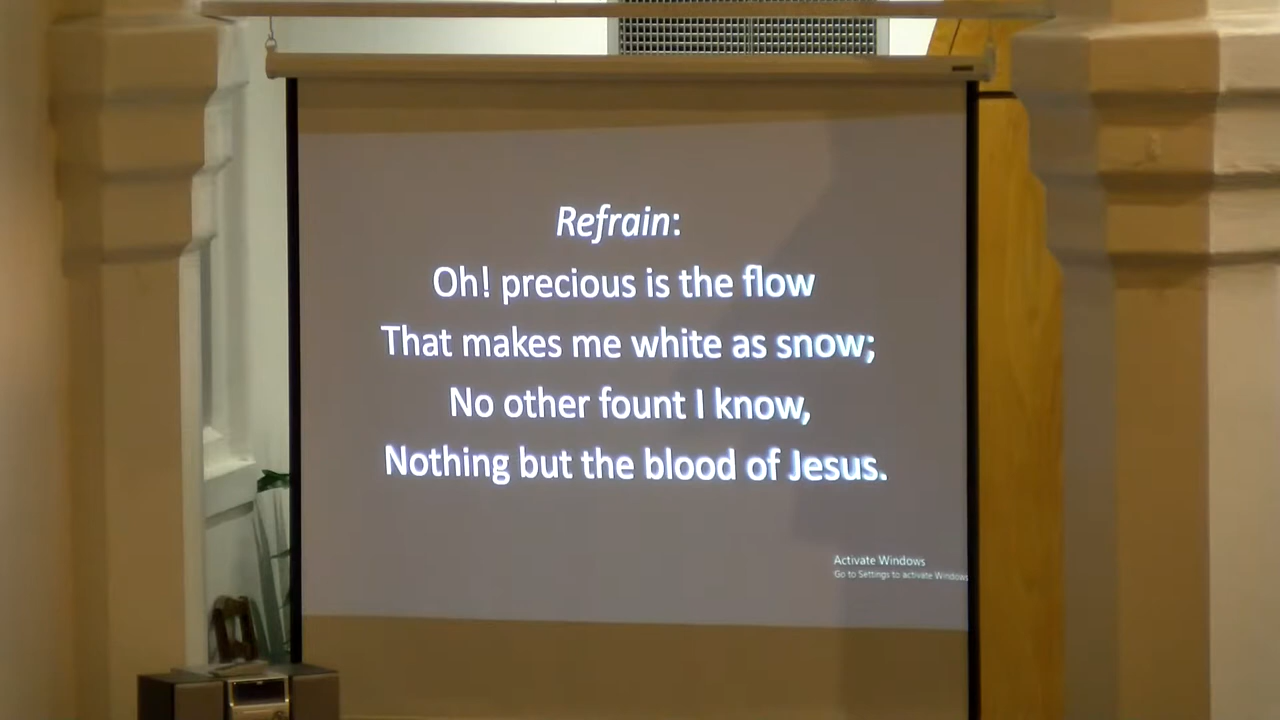 Refrain:
Oh! precious is the flow
That makes me white as snow;
No other fount I know,
Nothing but the blood of Jesus.
Activate Windows
Go to Settings to activate Windows